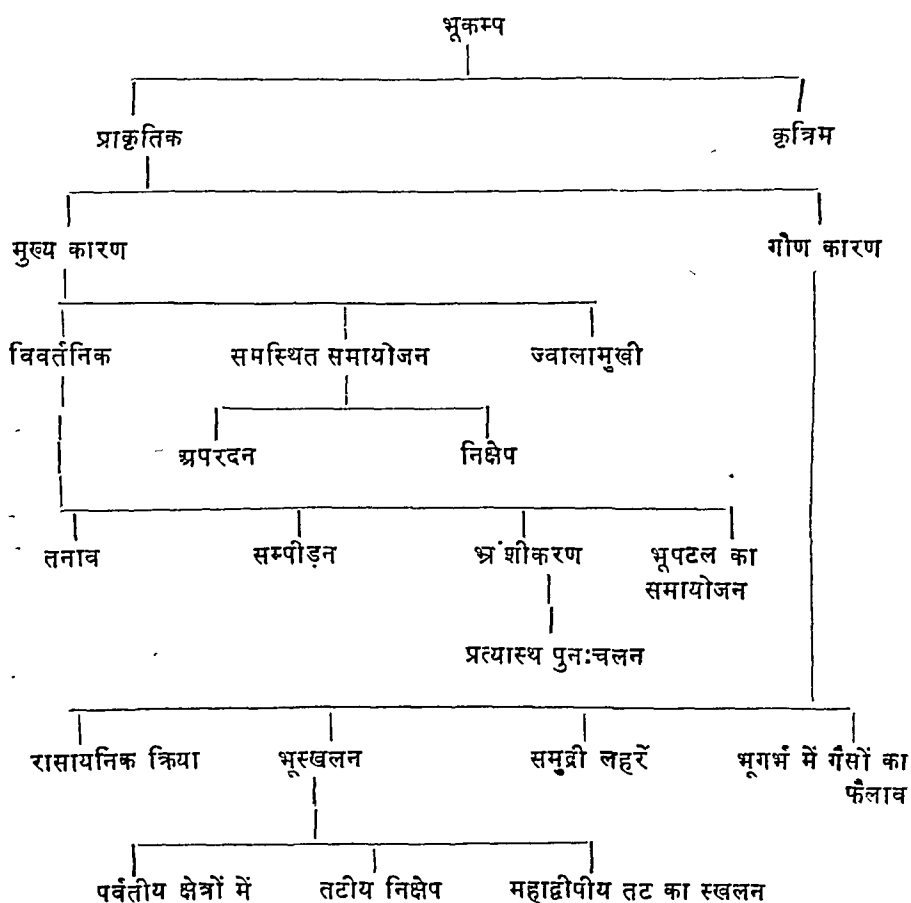 भूकम्प
प्राकृतिक कृत्रिम
मुख्य कारण गौण कारण
विवर्तनिक समस्थित समायोजन ज्वालामुखी
अपरदन निक्षेप
तनाव सम्पीड़न भ्रंशीकरण भूपटल का
समायोजन
प्रत्यास्थ पुनःचलन
रासायनिक क्रिया भूस्खलन समुद्री लहरें भूगर्भ में गैसों का
फैलाव
पर्वतीय क्षेत्रों में तटीय निक्षेप महाद्वीपीय तट का स्खलन